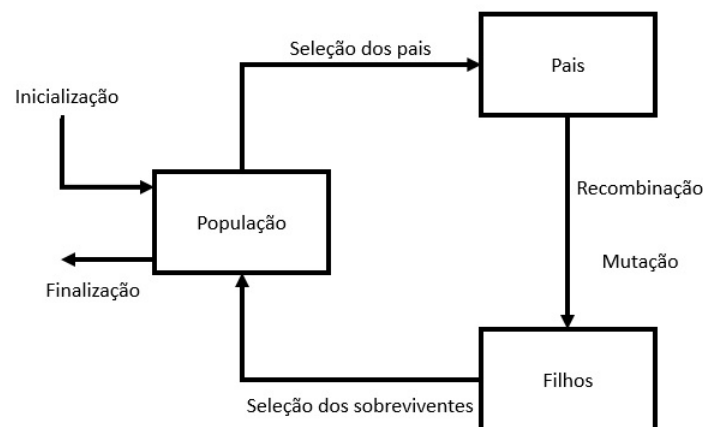 Seleção dos pais
Pais
Inicialização
Recombinação
População
Mutação
Finalização
Filhos
Seleção dos sobreviventes